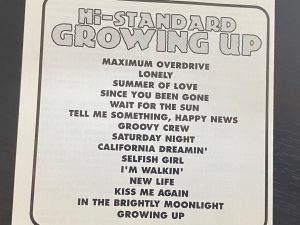 Hi-STANDARD
GROWING UP
MAXIMUM OVERDRIVE
LONELY
SUMMER OF LOVE
SINCE YOU BEEN GONE
WAIT FOR THE SUN
TELL ME SOMETHING, HAPPY NEWS
GROOVY CREW
SATURDAY NIGHT
CALIFORNIA DREAMIN'
SELFISH GIRL
I'M WALKIN'
NEW LIFE
KISS ME AGAIN
IN THE BRIGHTLY MOONLIGHT
GROWING UP